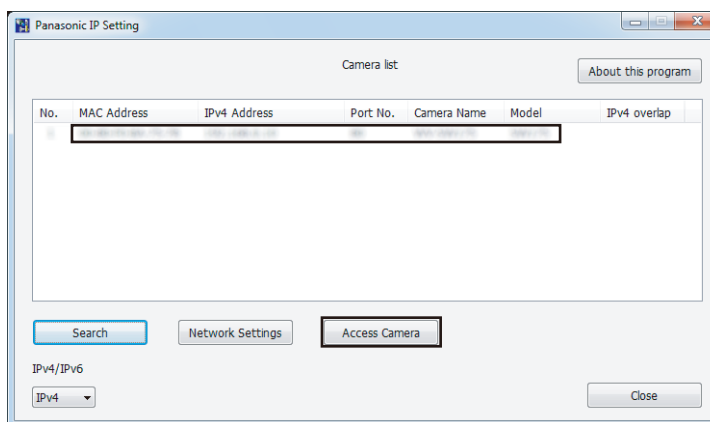 Panasonic IP Setting
Camera list
About this program
No. MAC Address IPv4 Address Port No. Camera Name Model IPv4 overlap
Search Network Settings Access Camera
IPv4/IPv6
IPv4 Close